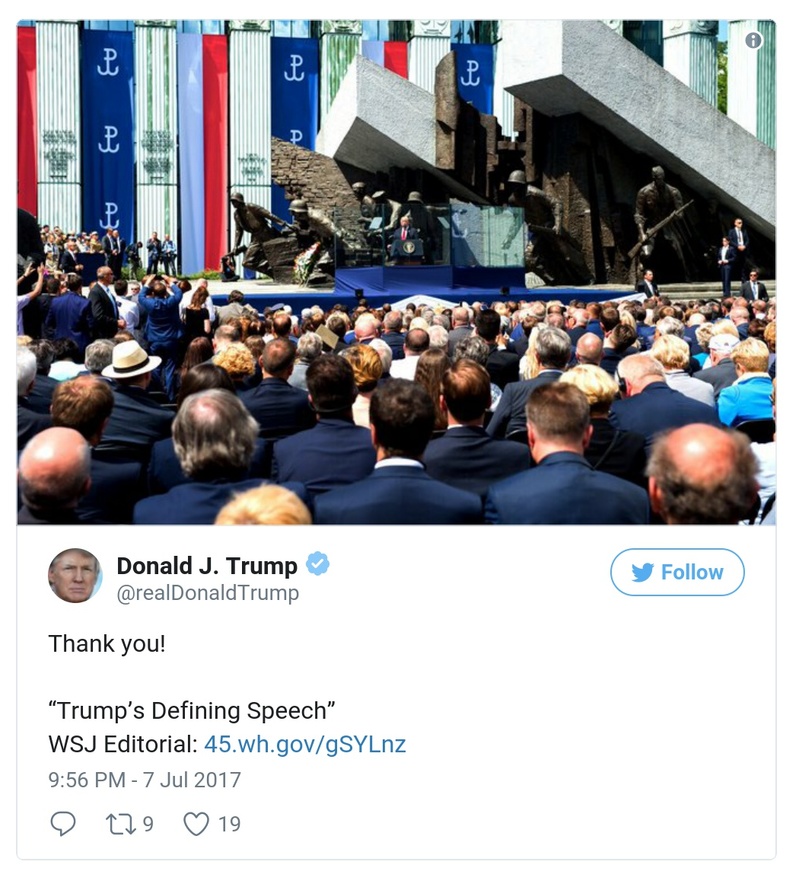 Donald J. Trump
@realDonaldTrump
Follow
Thank you!
“Trump’s Defining Speech”
WSJ Editorial: 45.wh.gov/gSYLnz
9:56 PM - 7 Jul 2017
9 19